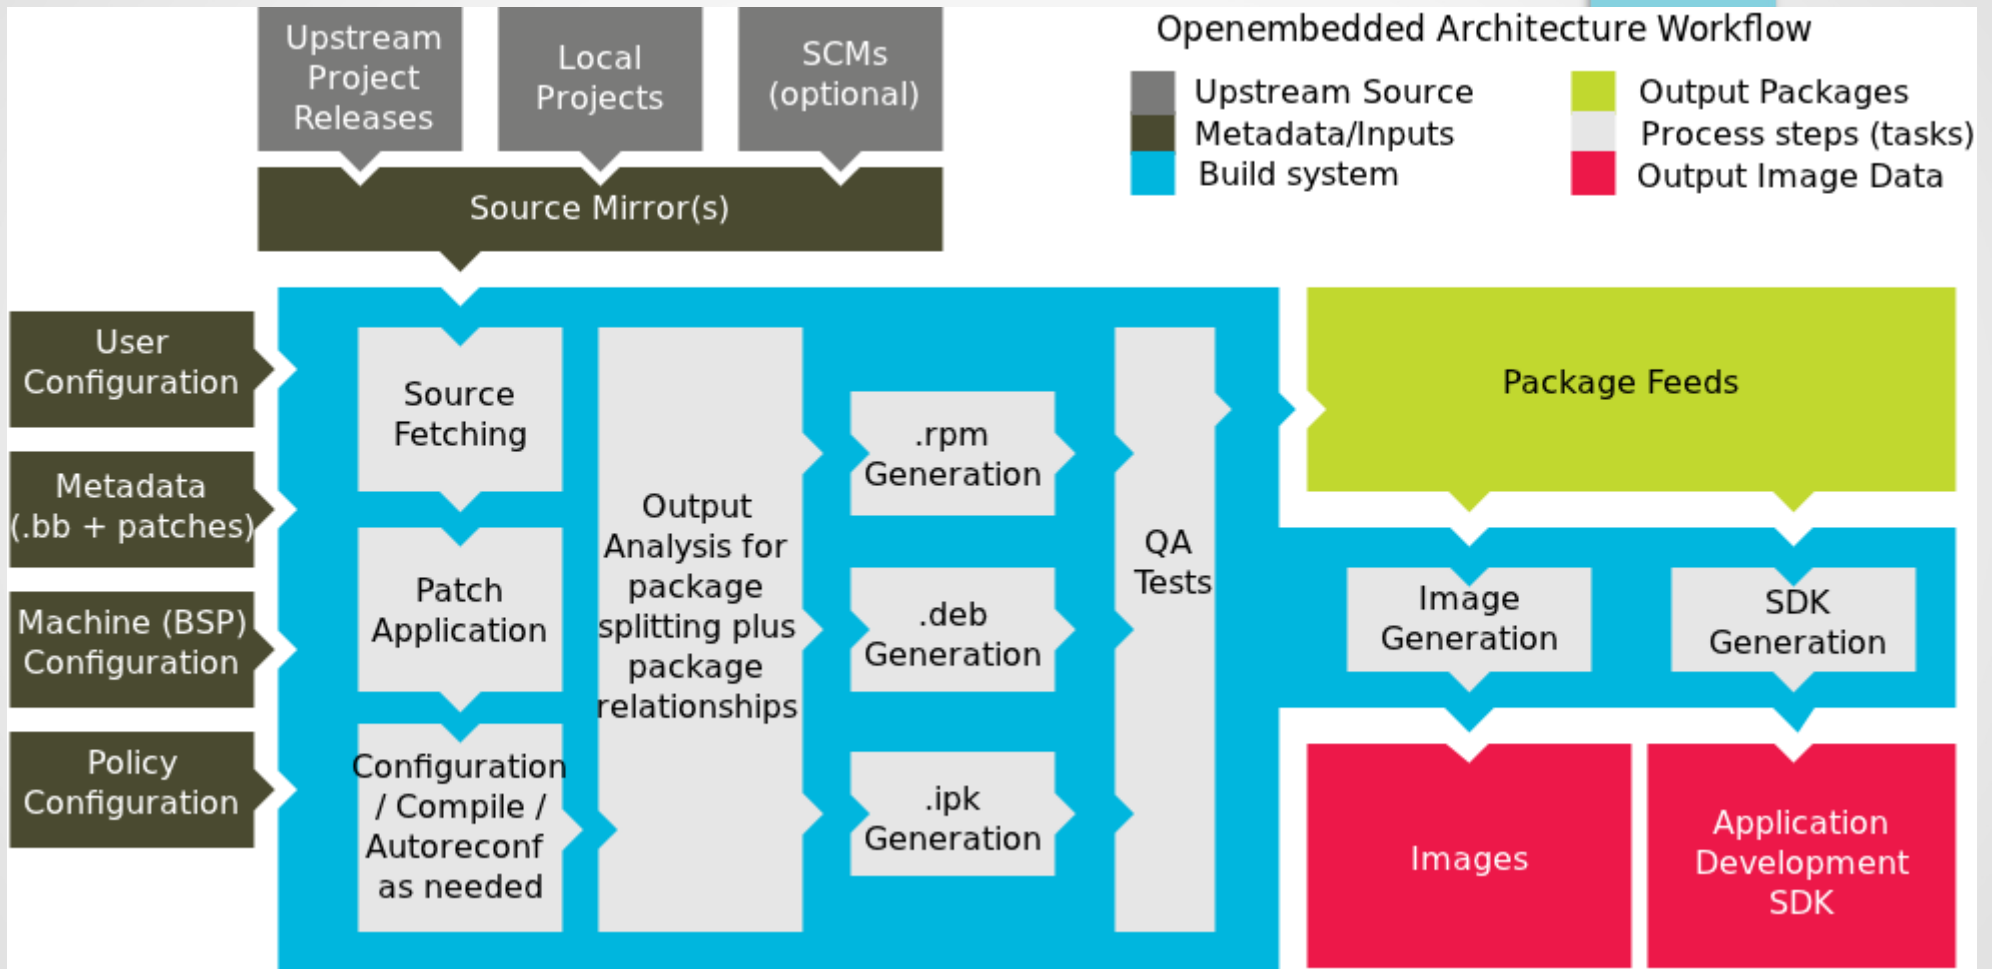 Upstream
Project
Releases
Local
Projects
SCMs
(optional)
Source Mirror(s)
Openembedded Architecture Workflow
Upstream Source
Metadata/Inputs
Build system
Output Packages
Process steps (tasks)
Output Image Data
User
Configuration
Metadata
(.bb + patches)
Machine (BSP)
Configuration
Policy
Configuration
Source
Fetching
Patch
Application
Configuration
/ Compile /
Autoreconf
as needed
Output
Analysis for
package
splitting plus
package
relationships
.rpm
Generation
.deb
Generation
.ipk
Generation
QA
Tests
Package Feeds
Image
Generation
SDK
Generation
Images
Application
Development
SDK